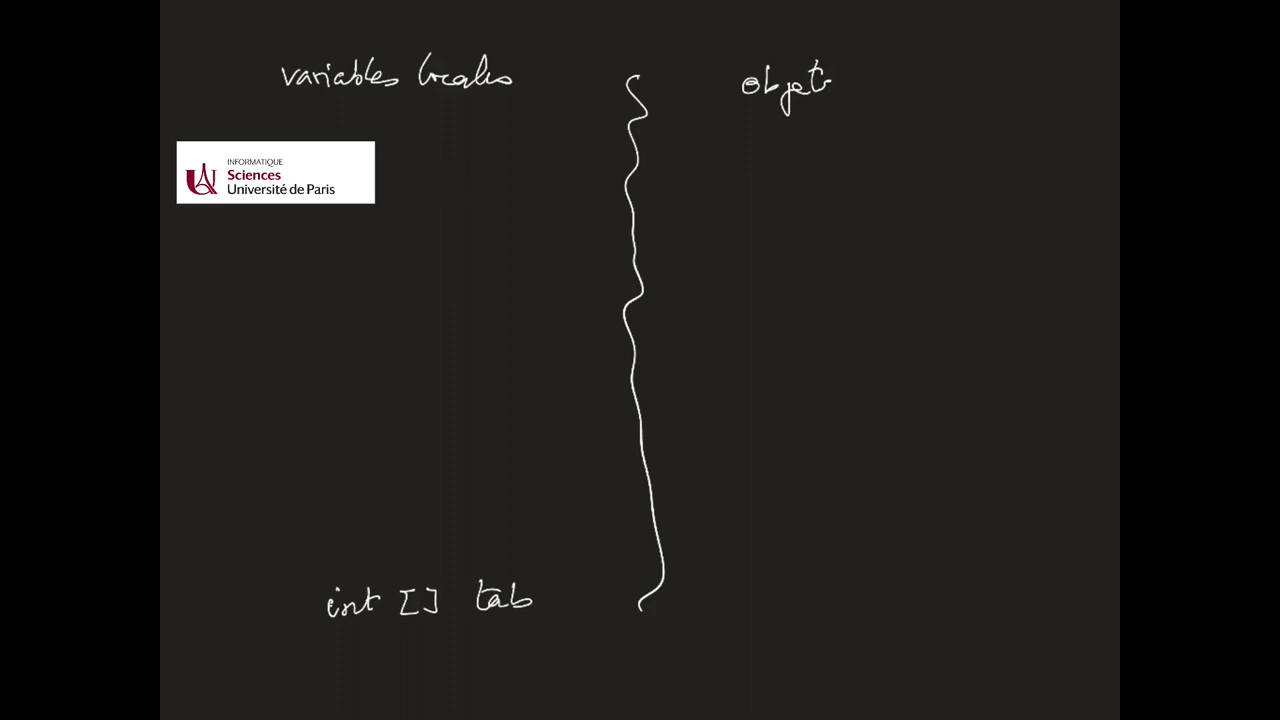 variables locales
objets
INFORMATIQUE
Sciences
Université de Paris
int [] tab